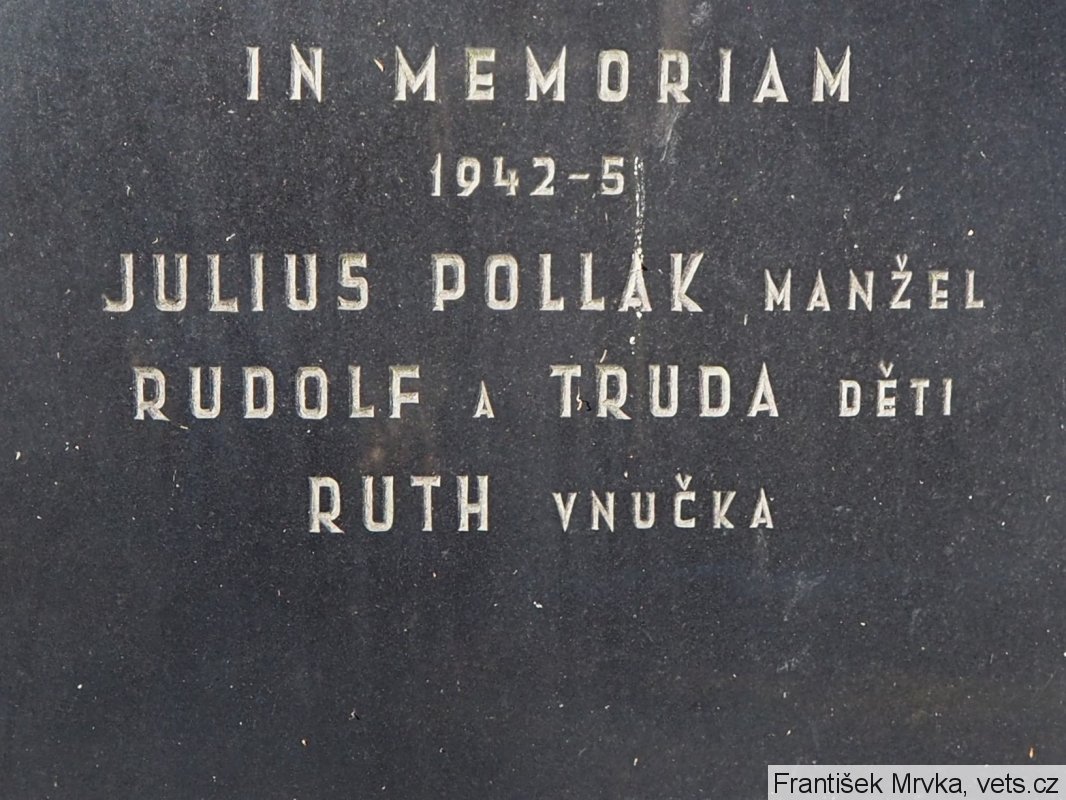 IN MEMORIAM
1942-5
JULIUS POLLAK MANŽEL
RUDOLF A TRUDA DĚTI
RUTH VNUČKA
František Mrvka, vets.cz